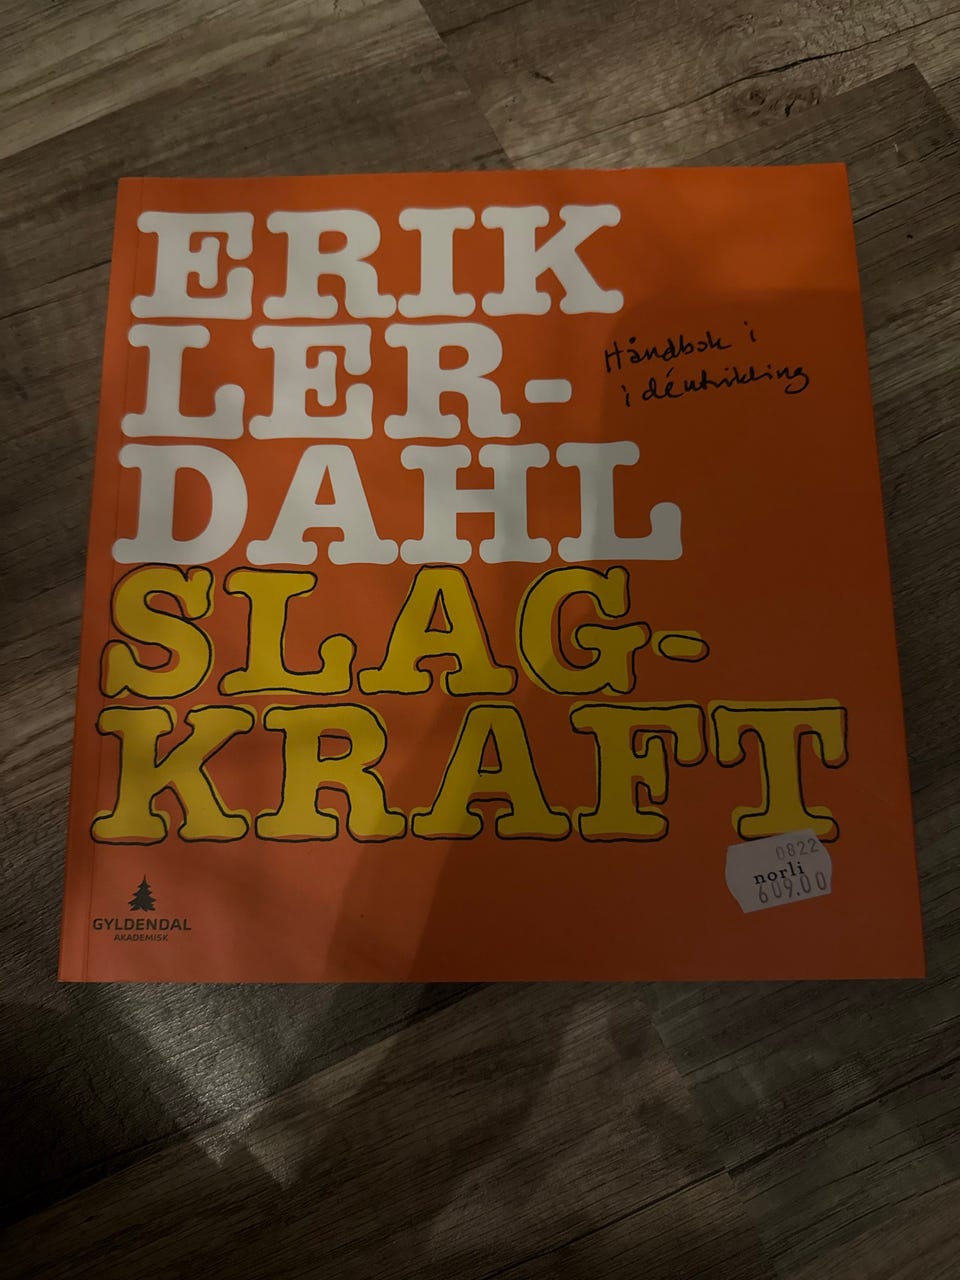 ERIK
LER-
DAHL
Håndbok i
idéutvikling
SLAG-
KRAFT
0822
norli
609.00
GYLDENDAL
AKADEMISK